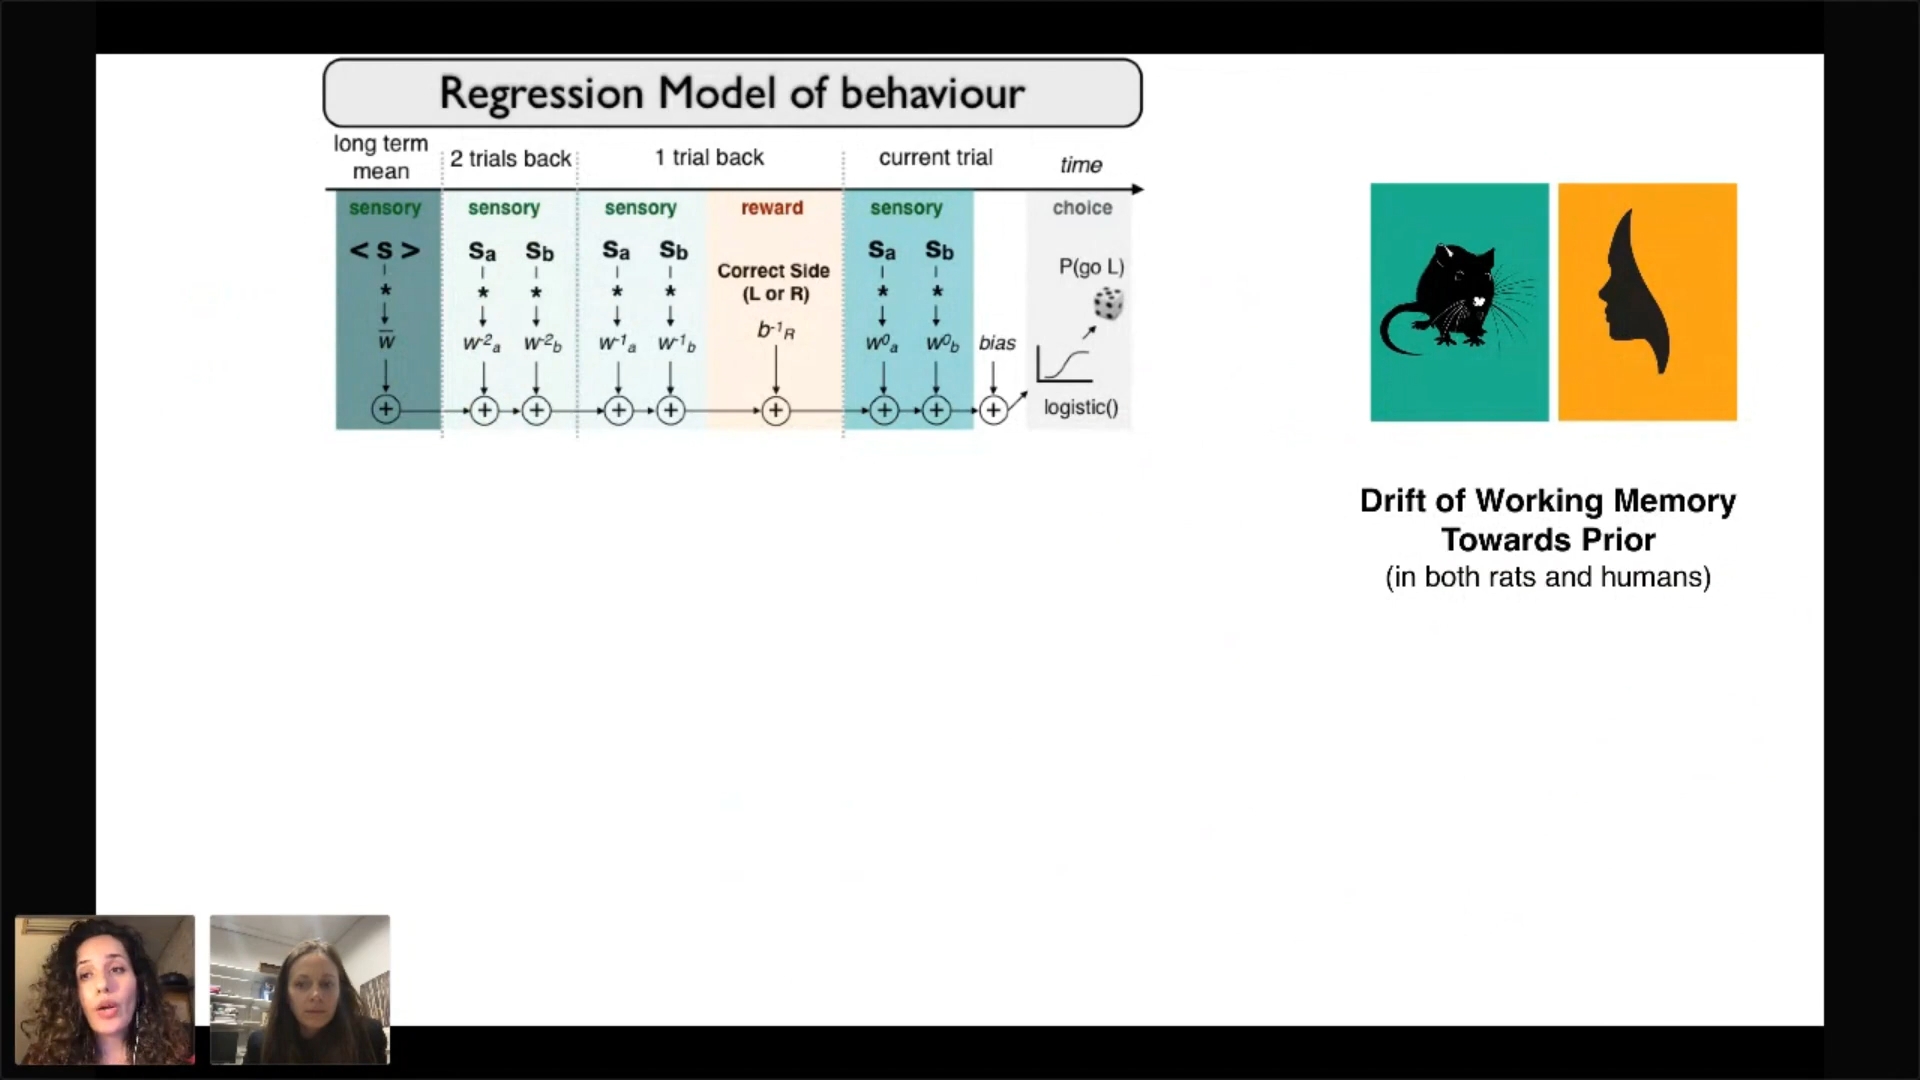 Regression Model of behaviour
long term
mean
2 trials back
1 trial back
current trial
time
sensory
sensory
sensory
reward
sensory
choice
< s >
Sa Sb
Sa Sb
Correct Side
(L or R)
Sa Sb
P(go L)
*
* *
* *
* *
w̅
w⁻²a w⁻²b
w⁻¹a w⁻¹b
b⁻¹R
w⁰a w⁰b
bias
logistic()
+ + + + + + + + +
Drift of Working Memory
Towards Prior
(in both rats and humans)